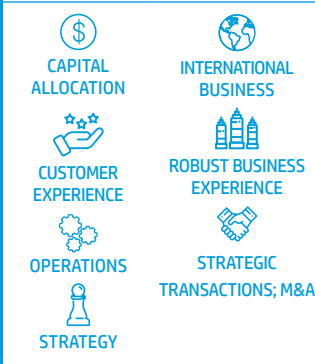 $
CAPITAL
ALLOCATION
INTERNATIONAL
BUSINESS
CUSTOMER
EXPERIENCE
ROBUST BUSINESS
EXPERIENCE
OPERATIONS
STRATEGIC
TRANSACTIONS; M&A
STRATEGY